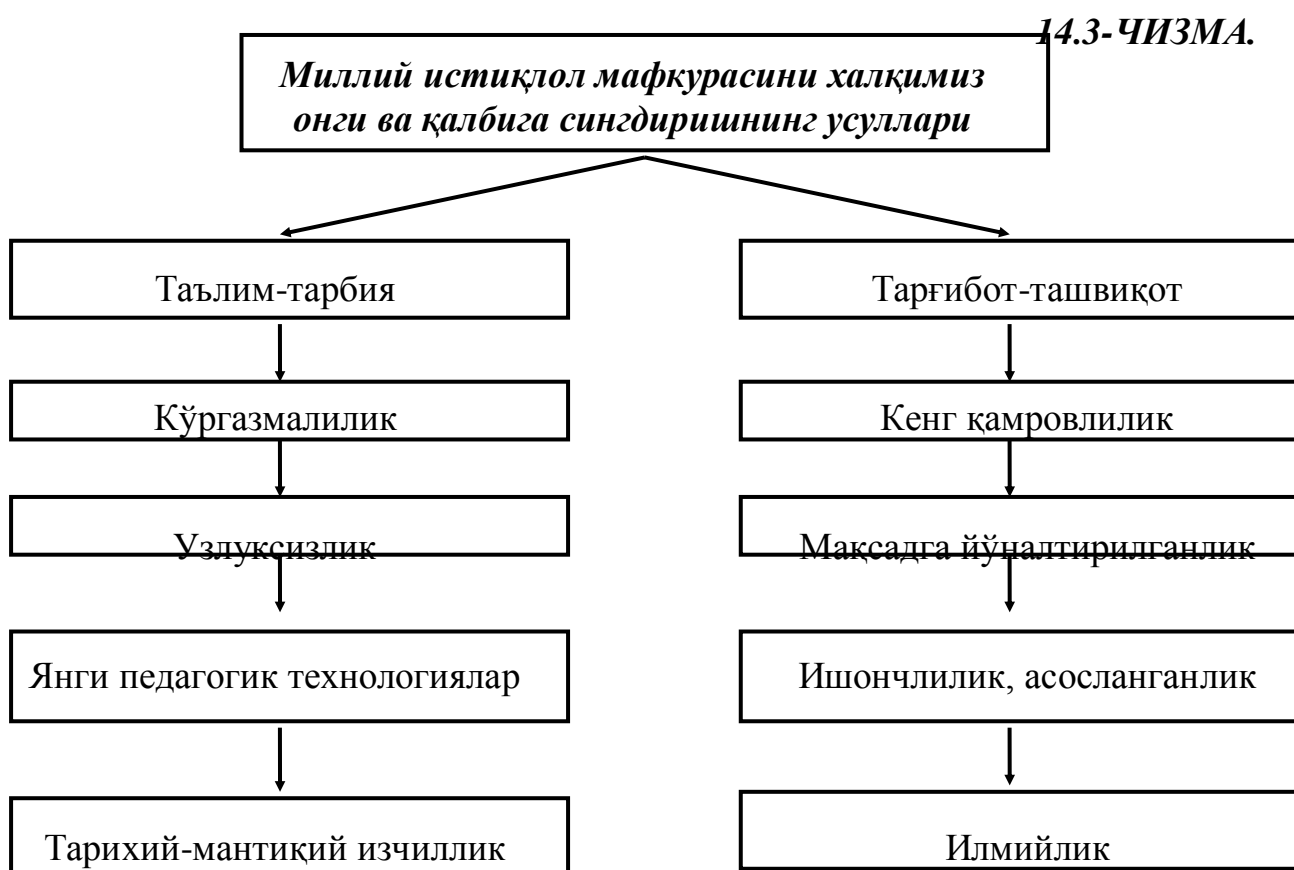 14.3-ЧИЗМА.
Миллий истиқлол мафкурасини халқимиз
онги ва қалбига сингдиришнинг усуллари
Таълим-тарбия
Тарғибот-ташвиқот
Кўргазмалилик
Кенг қамровлилик
Узлуксизлик
Мақсадга йўналтирилганлик
Янги педагогик технологиялар
Ишончлилик, асосланганлик
Тарихий-мантиқий изчиллик
Илмийлик